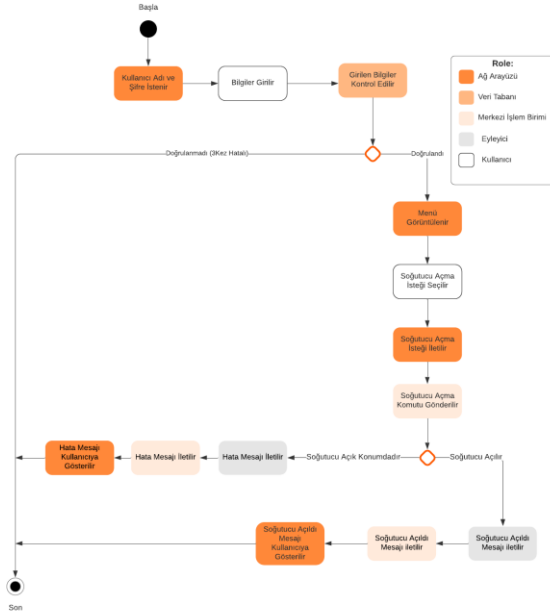 Başla
Kullanıcı Adı ve
Şifre İstenir
Bilgiler Girilir
Girilen Bilgiler
Kontrol Edilir
Role:
Ağ Arayüzü
Veri Tabanı
Merkezi İşlem Birimi
Eyleyici
Kullanıcı
Doğrulanmadı (3Kez Hatalı)
Doğrulandı
Menü
Görüntülenir
Soğutucu Açma
İsteği Seçilir
Soğutucu Açma
İsteği İletilir
Soğutucu Açma
Komutu Gönderilir
Hata Mesajı
Kullanıcıya
Gösterilir
Hata Mesajı İletilir
Hata Mesajı İletilir
Soğutucu Açık Konumdadır
Soğutucu Açılır
Soğutucu Açıldı
Mesajı
Kullanıcıya
Gösterilir
Soğutucu Açıldı
Mesajı iletilir
Soğutucu Açıldı
Mesajı iletilir
Son